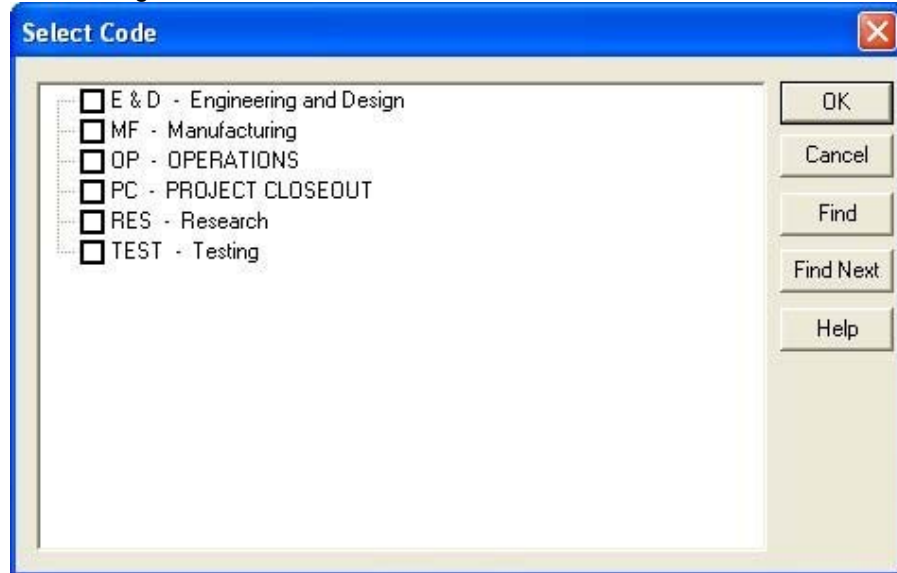 Select Code
E & D - Engineering and Design
MF - Manufacturing
OP - OPERATIONS
PC - PROJECT CLOSEOUT
RES - Research
TEST - Testing
OK
Cancel
Find
Find Next
Help